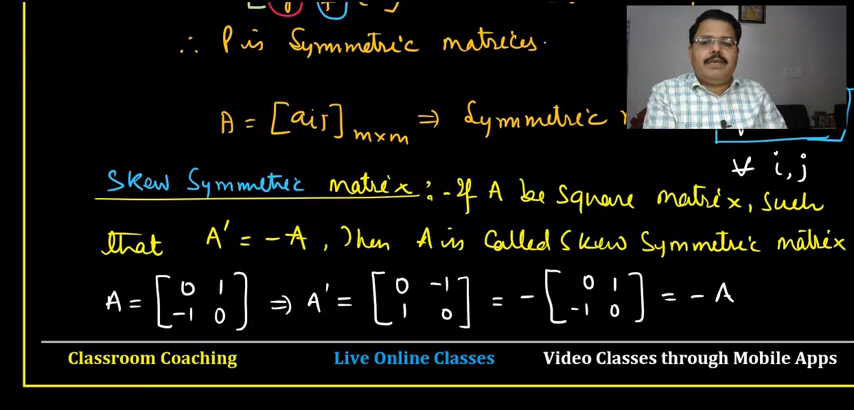 ∴ P is Symmetric matrices.
A = [aij]m×m ⇒ Symmetric
∀ i,j
Skew Symmetric matrix :- If A be Square matrix, Such
that A' = -A, Then A is Called Skew Symmetric matrix
A = [0 1 -1 0] ⇒ A' = [0 -1 1 0] = -[0 1 -1 0] = -A
Classroom Coaching Live Online Classes Video Classes through Mobile Apps